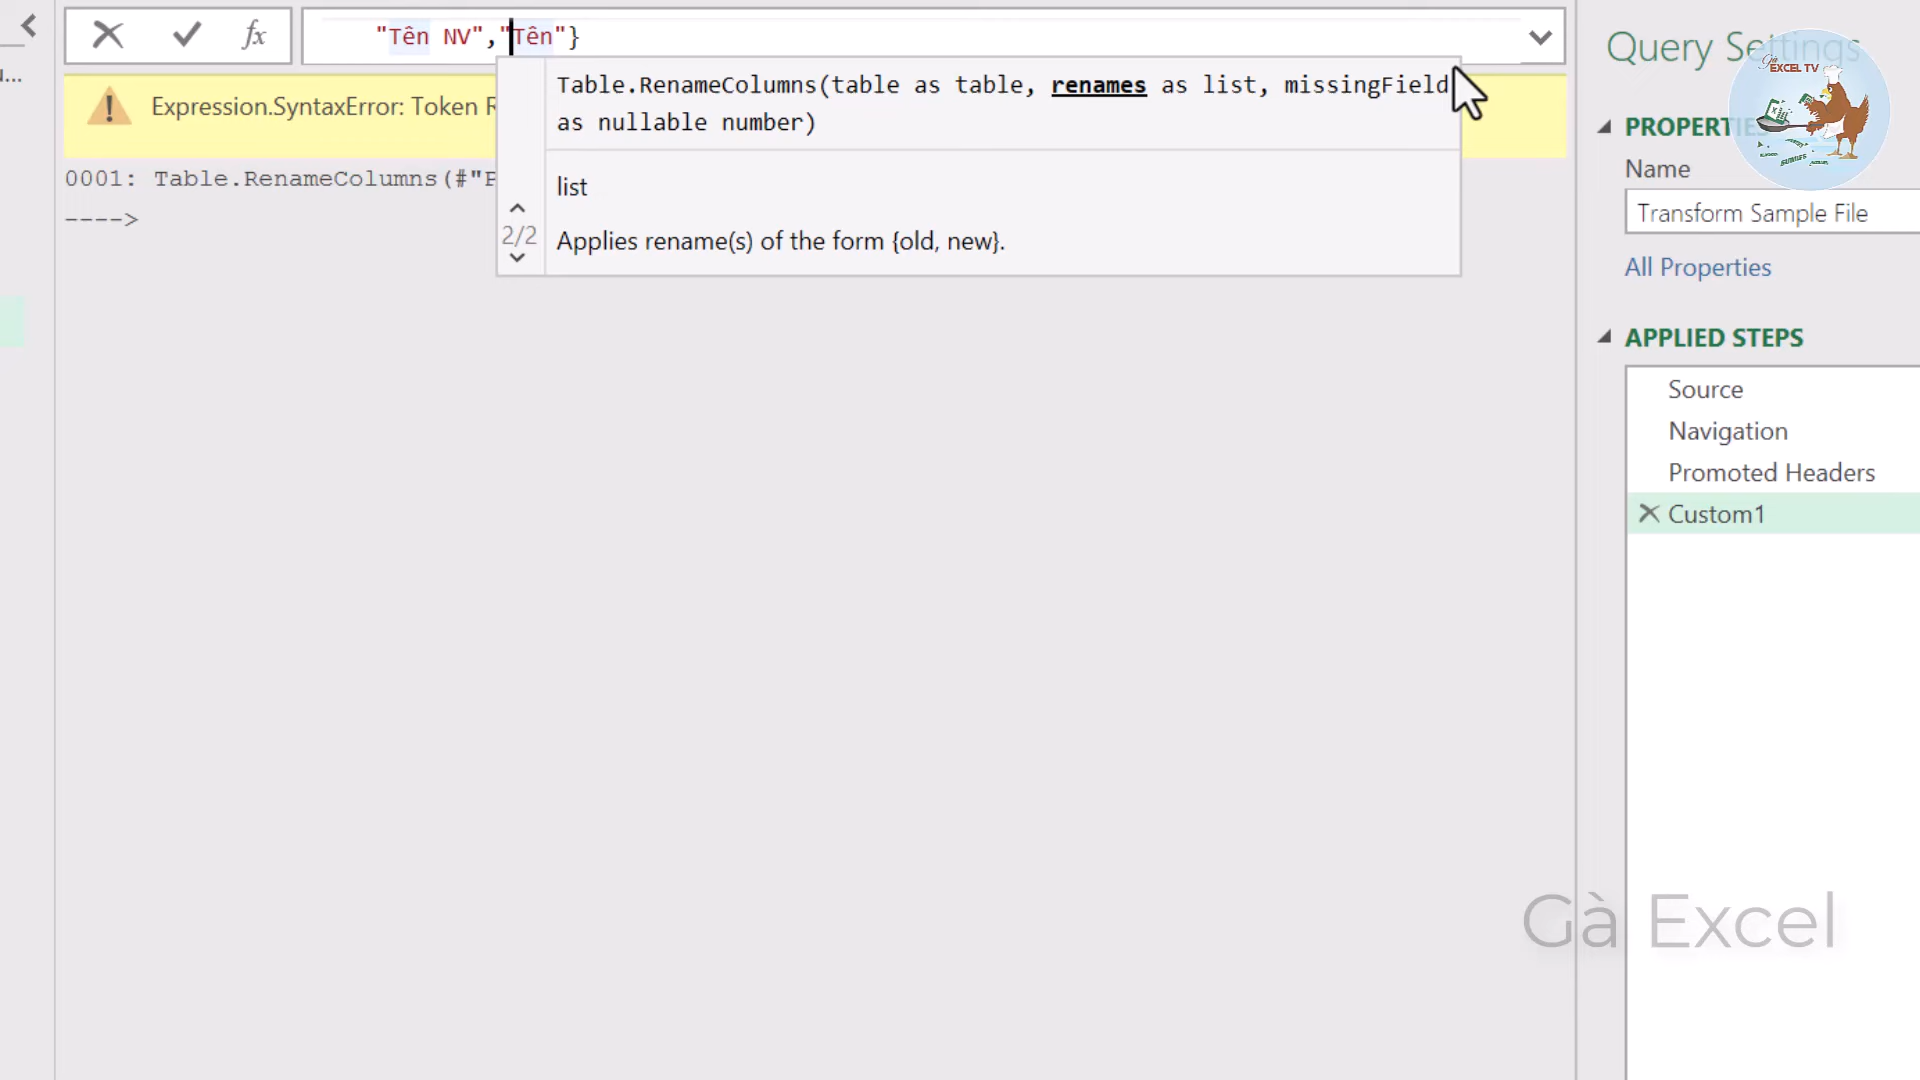 "Tên NV","Tên"}
Query Settings
Gà
EXCEL TV
Table.RenameColumns(table as table, renames as list, missingField
as nullable number)
Expression.SyntaxError: Token
0001: Table.RenameColumns(#"
---->
list
2/2
Applies rename(s) of the form {old, new}.
PROPERTIES
Name
Transform Sample File
All Properties
APPLIED STEPS
Source
Navigation
Promoted Headers
Custom1
Gà Excel